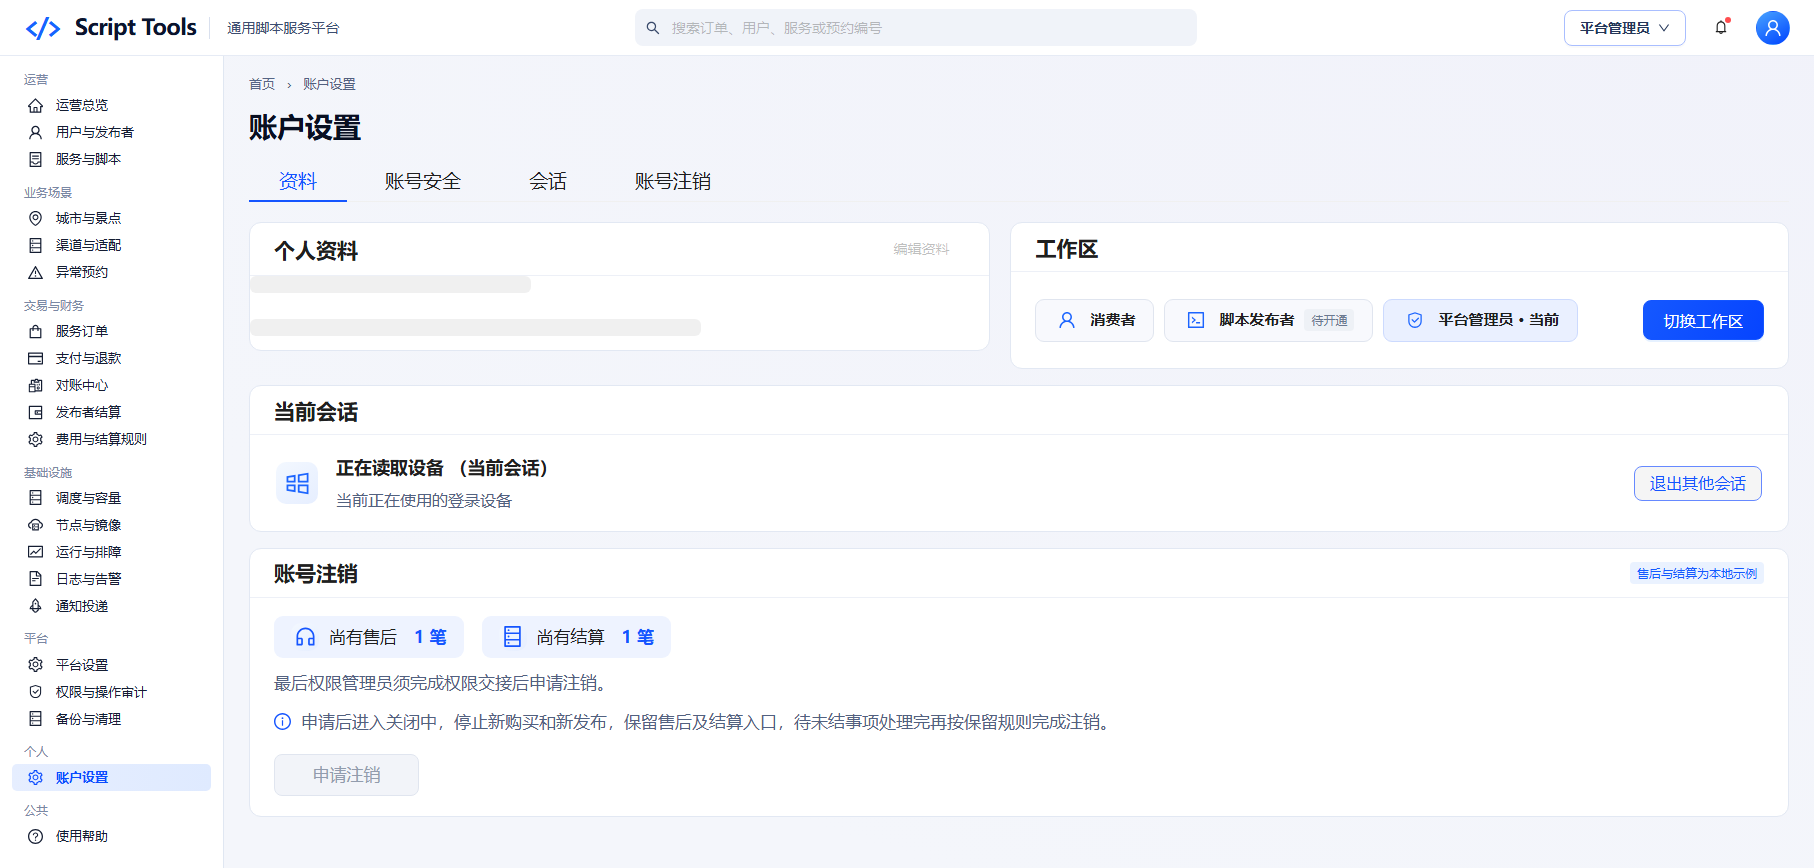 Script Tools 通用脚本服务平台
搜索订单、用户、服务或预约编号
平台管理员
运营
运营总览
用户与发布者
服务与脚本
业务场景
城市与景点
渠道与适配
异常预约
交易与财务
服务订单
支付与退款
对账中心
发布者结算
费用与结算规则
基础设施
调度与容量
节点与镜像
运行与排障
日志与告警
通知投递
平台
平台设置
权限与操作审计
备份与清理
个人
账户设置
公共
使用帮助
首页 › 账户设置
账户设置
资料 账号安全 会话 账号注销
个人资料 编辑资料
工作区
消费者 脚本发布者 待开通 平台管理员 • 当前 切换工作区
当前会话
正在读取设备 （当前会话）
当前正在使用的登录设备
退出其他会话
账号注销 售后与结算为本地示例
尚有售后 1 笔 尚有结算 1 笔
最后权限管理员须完成权限交接后申请注销。
申请后进入关闭中，停止新购买和新发布，保留售后及结算入口，待未结事项处理完再按保留规则完成注销。
申请注销